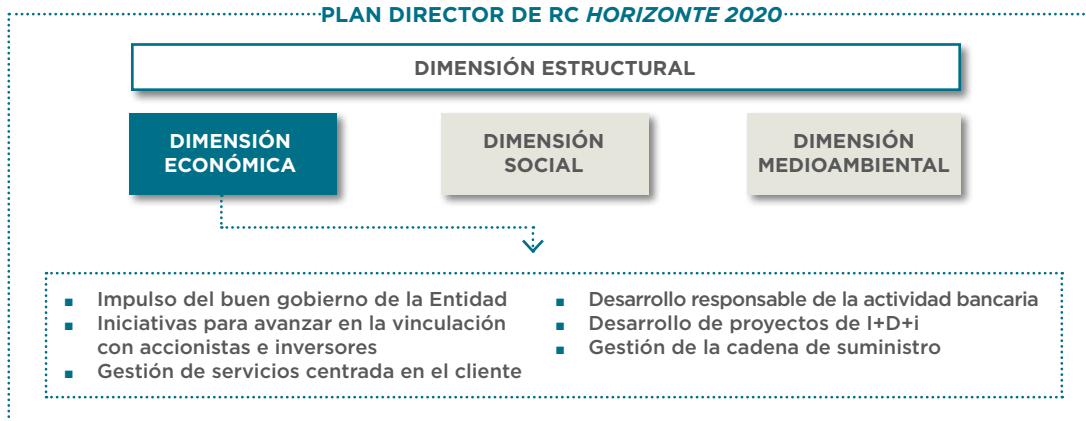 PLAN DIRECTOR DE RC HORIZONTE 2020
DIMENSIÓN ESTRUCTURAL
DIMENSIÓN
ECONÓMICA
DIMENSIÓN
SOCIAL
DIMENSIÓN
MEDIOAMBIENTAL
▪ Impulso del buen gobierno de la Entidad
▪ Iniciativas para avanzar en la vinculación
con accionistas e inversores
▪ Gestión de servicios centrada en el cliente
▪ Desarrollo responsable de la actividad bancaria
▪ Desarrollo de proyectos de I+D+i
▪ Gestión de la cadena de suministro